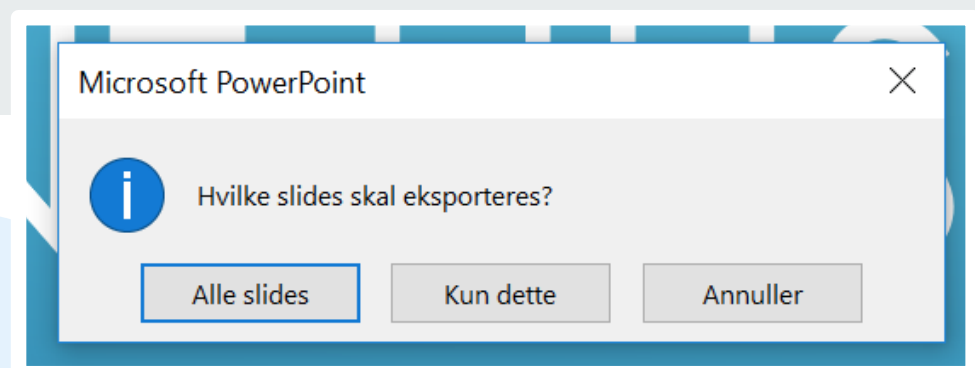 Microsoft PowerPoint
Hvilke slides skal eksporteres?
Alle slides
Kun dette
Annuller